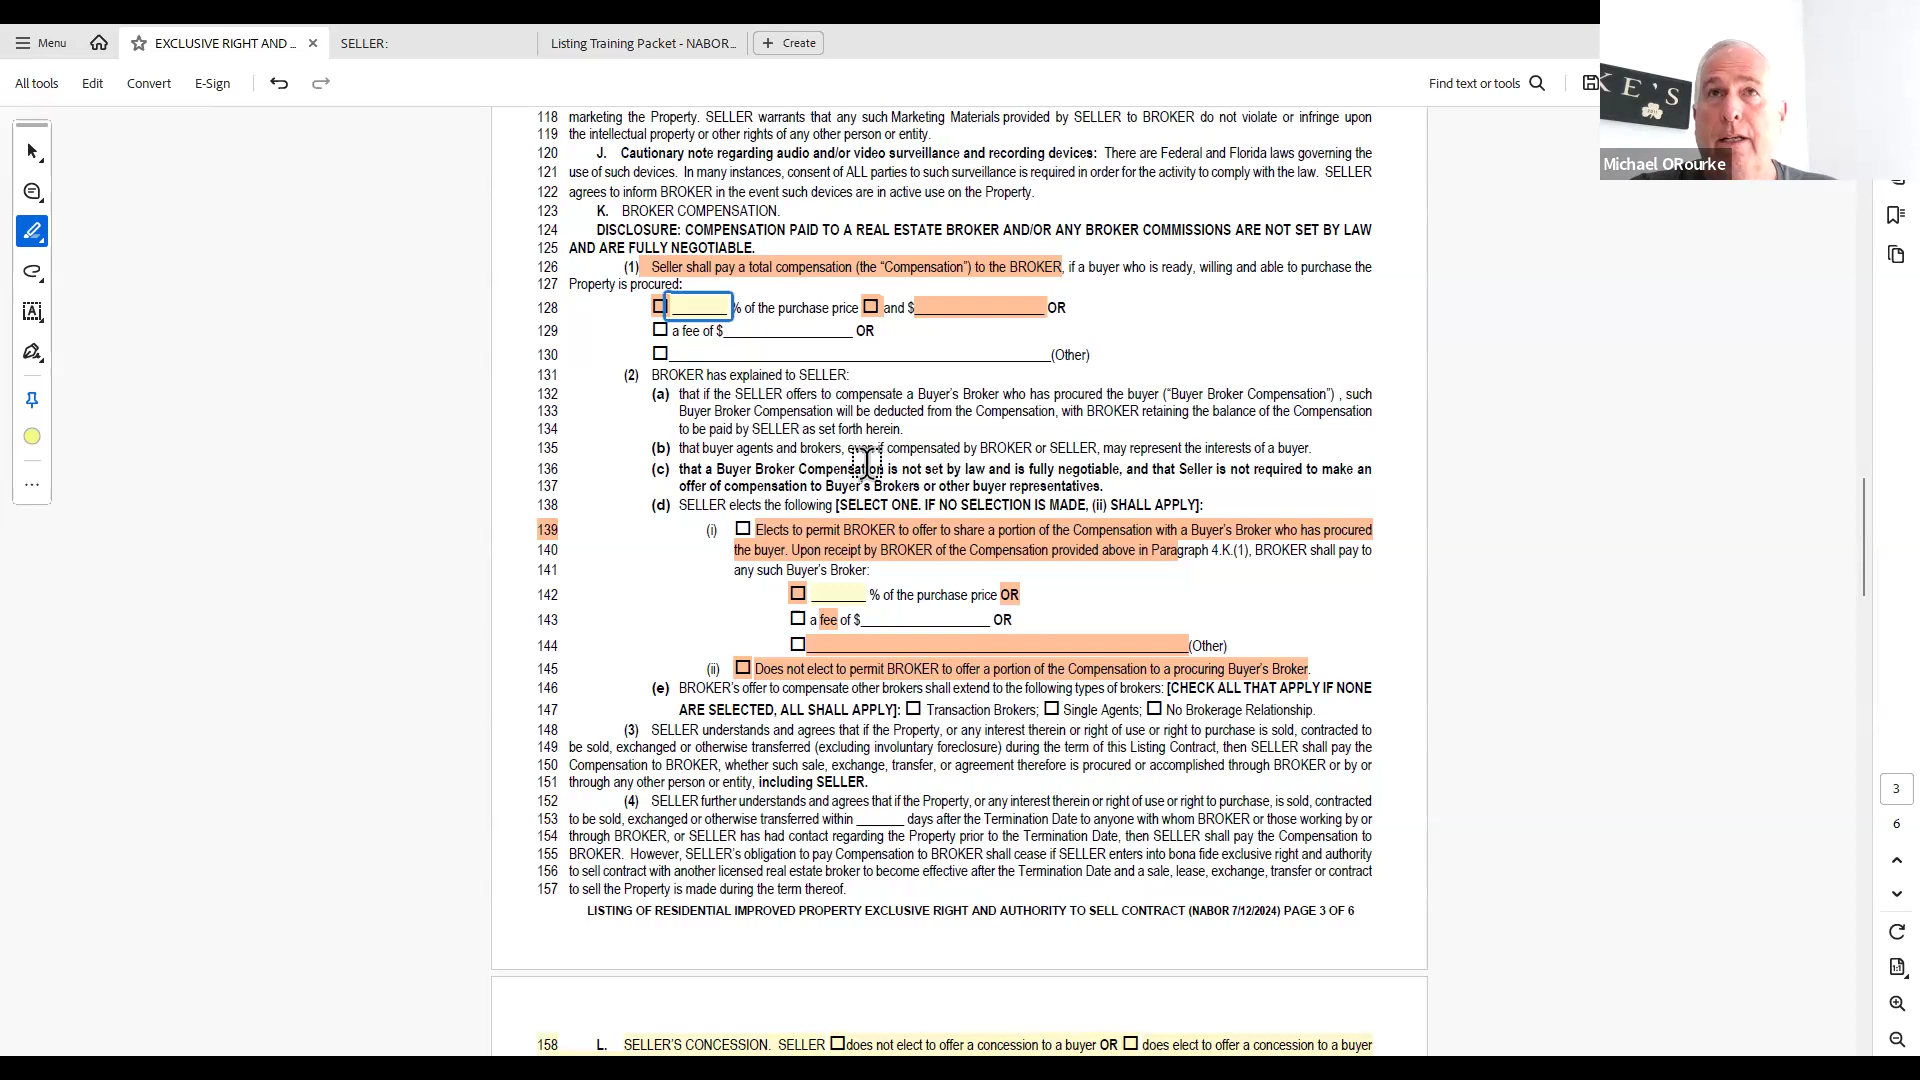 Menu
EXCLUSIVE RIGHT AND ...
SELLER:
Listing Training Packet - NABOR...
Create
All tools
Edit
Convert
E-Sign
Find text or tools
KE'S
Michael ORourke
118 marketing the Property. SELLER warrants that any such Marketing Materials provided by SELLER to BROKER do not violate or infringe upon
119 the intellectual property or other rights of any other person or entity.
120 J. Cautionary note regarding audio and/or video surveillance and recording devices: There are Federal and Florida laws governing the
121 use of such devices. In many instances, consent of ALL parties to such surveillance is required in order for the activity to comply with the law. SELLER
122 agrees to inform BROKER in the event such devices are in active use on the Property.
123 K. BROKER COMPENSATION.
124 DISCLOSURE: COMPENSATION PAID TO A REAL ESTATE BROKER AND/OR ANY BROKER COMMISSIONS ARE NOT SET BY LAW
125 AND ARE FULLY NEGOTIABLE.
126 (1) Seller shall pay a total compensation (the “Compensation”) to the BROKER, if a buyer who is ready, willing and able to purchase the
127 Property is procured:
128 ☐ ________% of the purchase price ☐ and $____________________ OR
129 ☐ a fee of $____________________ OR
130 ☐____________________(Other)
131 (2) BROKER has explained to SELLER:
132 (a) that if the SELLER offers to compensate a Buyer’s Broker who has procured the buyer (“Buyer Broker Compensation”) , such
133 Buyer Broker Compensation will be deducted from the Compensation, with BROKER retaining the balance of the Compensation
134 to be paid by SELLER as set forth herein.
135 (b) that buyer agents and brokers, even if compensated by BROKER or SELLER, may represent the interests of a buyer.
136 (c) that a Buyer Broker Compensation is not set by law and is fully negotiable, and that Seller is not required to make an
137 offer of compensation to Buyer’s Brokers or other buyer representatives.
138 (d) SELLER elects the following [SELECT ONE. IF NO SELECTION IS MADE, (ii) SHALL APPLY]:
139 (i) ☐ Elects to permit BROKER to offer to share a portion of the Compensation with a Buyer’s Broker who has procured
140 the buyer. Upon receipt by BROKER of the Compensation provided above in Paragraph 4.K.(1), BROKER shall pay to
141 any such Buyer’s Broker:
142 ☐ ________ % of the purchase price OR
143 ☐ a fee of $____________________ OR
144 ☐____________________(Other)
145 (ii) ☐ Does not elect to permit BROKER to offer a portion of the Compensation to a procuring Buyer’s Broker.
146 (e) BROKER’s offer to compensate other brokers shall extend to the following types of brokers: [CHECK ALL THAT APPLY IF NONE
147 ARE SELECTED, ALL SHALL APPLY]: ☐ Transaction Brokers; ☐ Single Agents; ☐ No Brokerage Relationship.
148 (3) SELLER understands and agrees that if the Property, or any interest therein or right of use or right to purchase is sold, contracted to
149 be sold, exchanged or otherwise transferred (excluding involuntary foreclosure) during the term of this Listing Contract, then SELLER shall pay the
150 Compensation to BROKER, whether such sale, exchange, transfer, or agreement therefore is procured or accomplished through BROKER or by or
151 through any other person or entity, including SELLER.
152 (4) SELLER further understands and agrees that if the Property, or any interest therein or right of use or right to purchase, is sold, contracted
153 to be sold, exchanged or otherwise transferred within _______ days after the Termination Date to anyone with whom BROKER or those working by or
154 through BROKER, or SELLER has had contact regarding the Property prior to the Termination Date, then SELLER shall pay the Compensation to
155 BROKER. However, SELLER’s obligation to pay Compensation to BROKER shall cease if SELLER enters into bona fide exclusive right and authority
156 to sell contract with another licensed real estate broker to become effective after the Termination Date and a sale, lease, exchange, transfer or contract
157 to sell the Property is made during the term thereof.
LISTING OF RESIDENTIAL IMPROVED PROPERTY EXCLUSIVE RIGHT AND AUTHORITY TO SELL CONTRACT (NABOR 7/12/2024) PAGE 3 OF 6
3
6
158 L. SELLER’S CONCESSION. SELLER ☐does not elect to offer a concession to a buyer OR ☐ does elect to offer a concession to a buyer